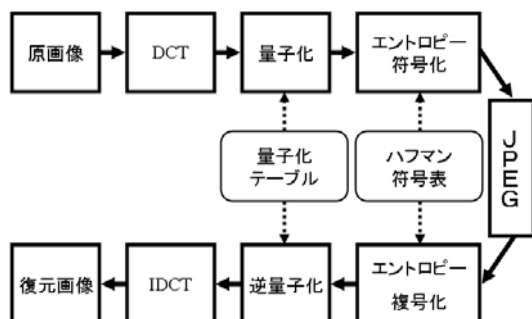 原画像
DCT
量子化
エントロピー
符号化
JPEG
量子化
テーブル
ハフマン
符号表
復元画像
IDCT
逆量子化
エントロピー
複号化